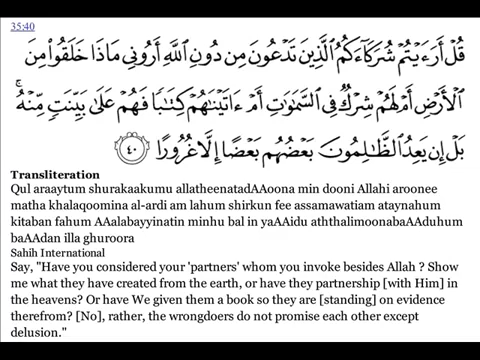 35:40
قُلْ أَرَءَيْتُمْ شُرَكَآءَكُمُ ٱلَّذِينَ تَدْعُونَ مِن دُونِ ٱللَّهِ أَرُونِى مَاذَا خَلَقُوا۟ مِنَ
ٱلْأَرْضِ أَمْ لَهُمْ شِرْكٌ فِى ٱلسَّمَٰوَٰتِ أَمْ ءَاتَيْنَٰهُمْ كِتَٰبًا فَهُمْ عَلَىٰ بَيِّنَتٍ مِّنْهُ ۚ
بَلْ إِن يَعِدُ ٱلظَّٰلِمُونَ بَعْضُهُم بَعْضًا إِلَّا غُرُورًا ٤٠
Transliteration
Qul araaytum shurakaakumu allatheenatadAAoona min dooni Allahi aroonee
matha khalaqoomina al-ardi am lahum shirkun fee assamawatiam ataynahum
kitaban fahum AAalabayyinatin minhu bal in yaAAidu aththalimoonabaAAduhum
baAAdan illa ghuroora
Sahih International
Say, "Have you considered your 'partners' whom you invoke besides Allah ? Show
me what they have created from the earth, or have they partnership [with Him] in
the heavens? Or have We given them a book so they are [standing] on evidence
therefrom? [No], rather, the wrongdoers do not promise each other except
delusion."